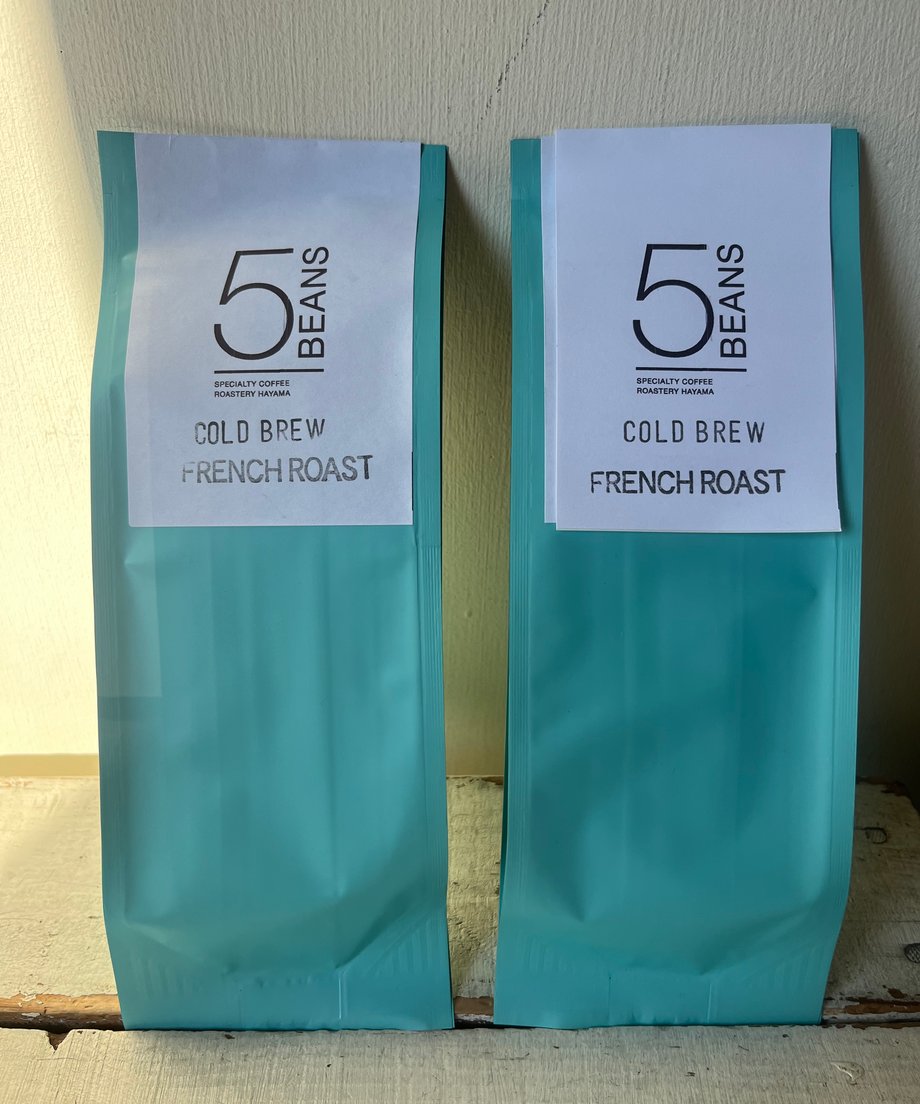 5 BEANS
SPECIALTY COFFEE
ROASTERY HAYAMA
COLD BREW
FRENCH ROAST
5 BEANS
SPECIALTY COFFEE
ROASTERY HAYAMA
COLD BREW
FRENCH ROAST